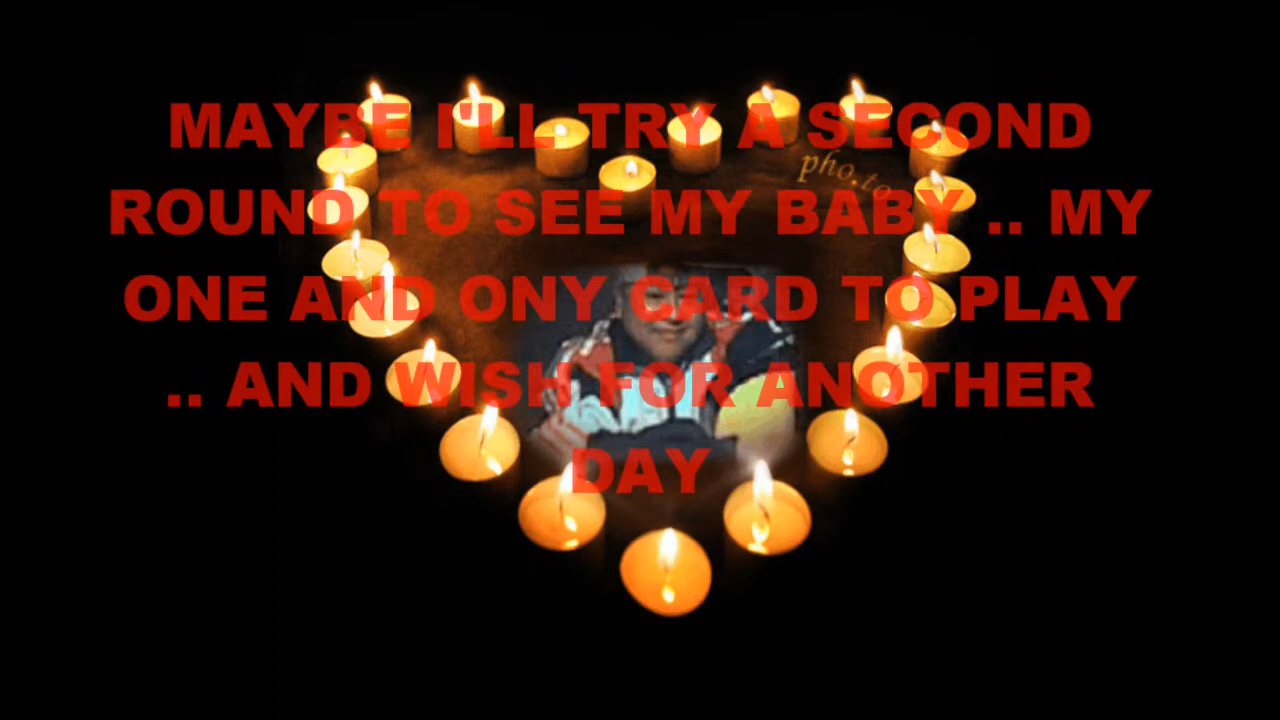 MAYBE I'LL TRY A SECOND
pho.to
ROUND TO SEE MY BABY .. MY
ONE AND ONY CARD TO PLAY
.. AND WISH FOR ANOTHER
DAY